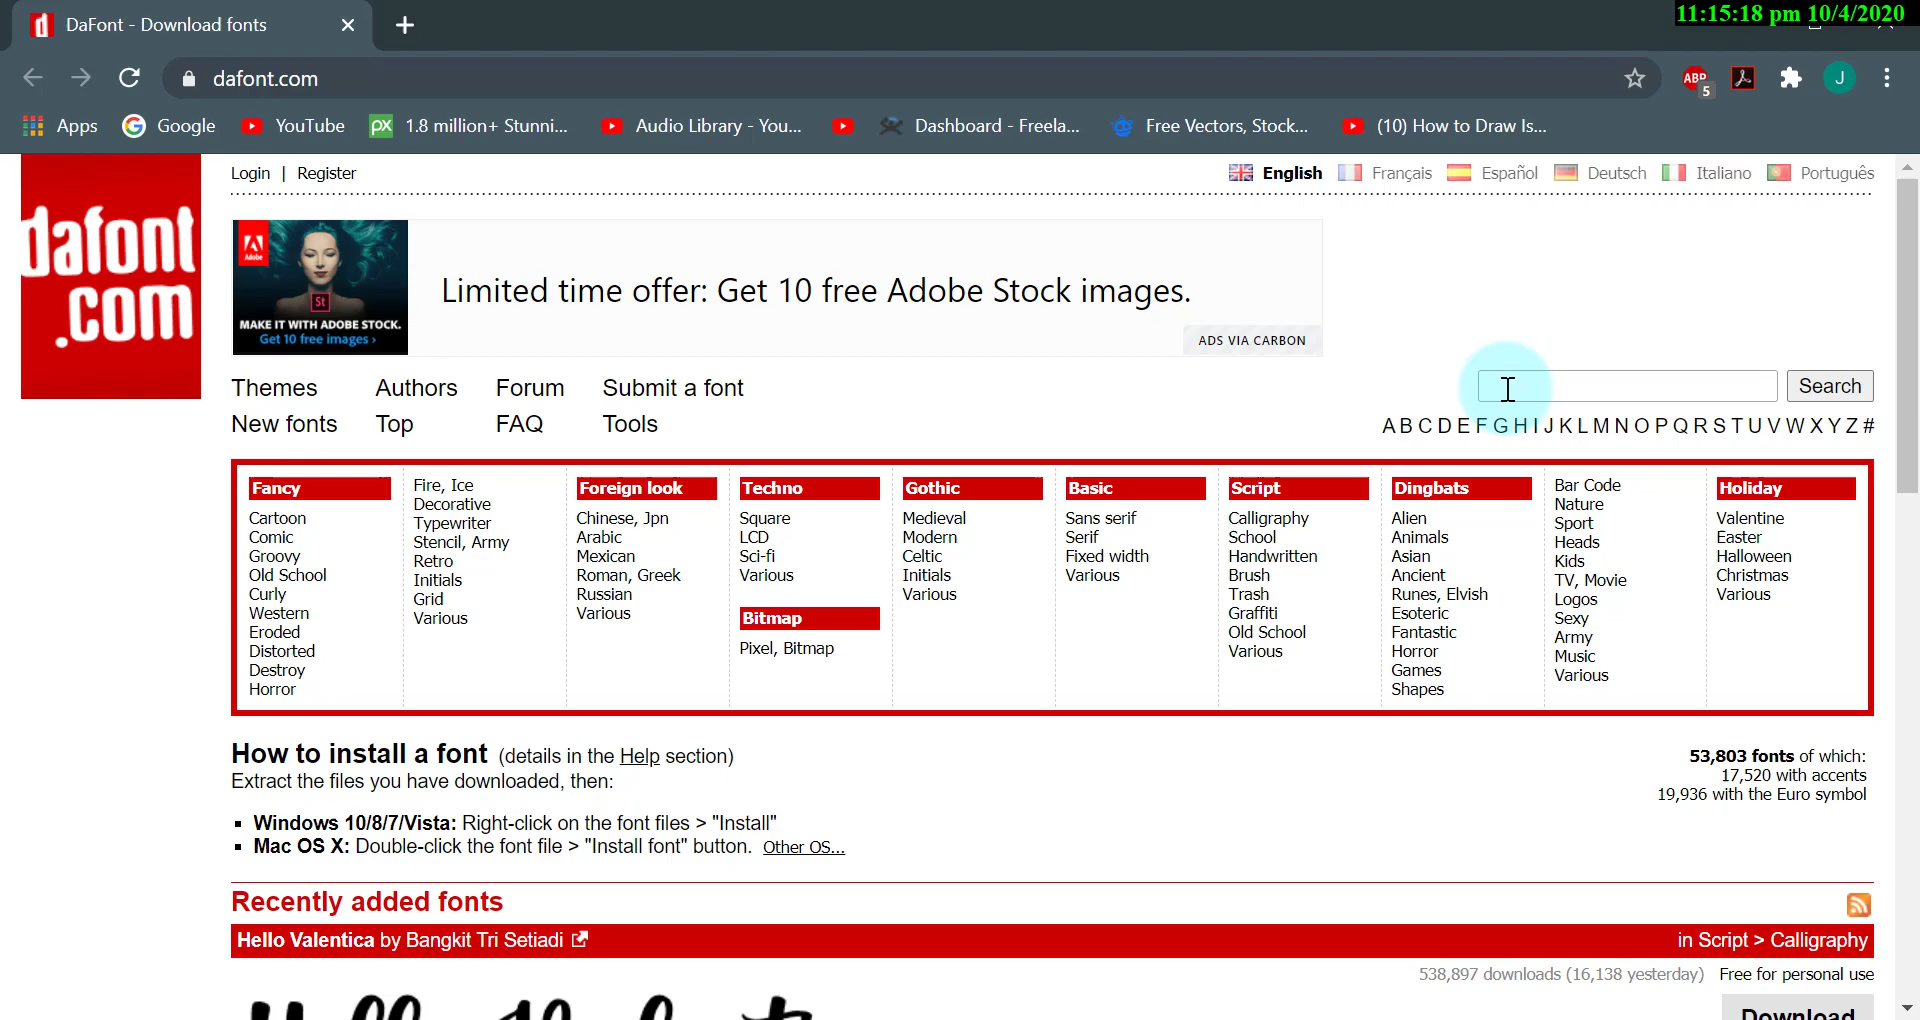 DaFont - Download fonts
11:15:18 pm 10/4/2020
dafont.com
ABP
5
J
Apps
Google
YouTube
px
1.8 million+ Stunni...
Audio Library - You...
Dashboard - Freela...
Free Vectors, Stock...
(10) How to Draw Is...
dafont
.com
Login | Register
English
Français
Español
Deutsch
Italiano
Português
Adobe
St
MAKE IT WITH ADOBE STOCK.
Get 10 free images ›
Limited time offer: Get 10 free Adobe Stock images.
ADS VIA CARBON
Themes Authors Forum Submit a font
New fonts Top FAQ Tools
Search
A B C D E F G H I J K L M N O P Q R S T U V W X Y Z #
Fancy
Cartoon
Comic
Groovy
Old School
Curly
Western
Eroded
Distorted
Destroy
Horror
Fire, Ice
Decorative
Typewriter
Stencil, Army
Retro
Initials
Grid
Various
Foreign look
Chinese, Jpn
Arabic
Mexican
Roman, Greek
Russian
Various
Techno
Square
LCD
Sci-fi
Various
Bitmap
Pixel, Bitmap
Gothic
Medieval
Modern
Celtic
Initials
Various
Basic
Sans serif
Serif
Fixed width
Various
Script
Calligraphy
School
Handwritten
Brush
Trash
Graffiti
Old School
Various
Dingbats
Alien
Animals
Asian
Ancient
Runes, Elvish
Esoteric
Fantastic
Horror
Games
Shapes
Bar Code
Nature
Sport
Heads
Kids
TV, Movie
Logos
Sexy
Army
Music
Various
Holiday
Valentine
Easter
Halloween
Christmas
Various
How to install a font (details in the Help section)
Extract the files you have downloaded, then:
▪ Windows 10/8/7/Vista: Right-click on the font files > "Install"
▪ Mac OS X: Double-click the font file > "Install font" button. Other OS...
53,803 fonts of which:
17,520 with accents
19,936 with the Euro symbol
Recently added fonts
Hello Valentica by Bangkit Tri Setiadi
in Script > Calligraphy
538,897 downloads (16,138 yesterday) Free for personal use
Download